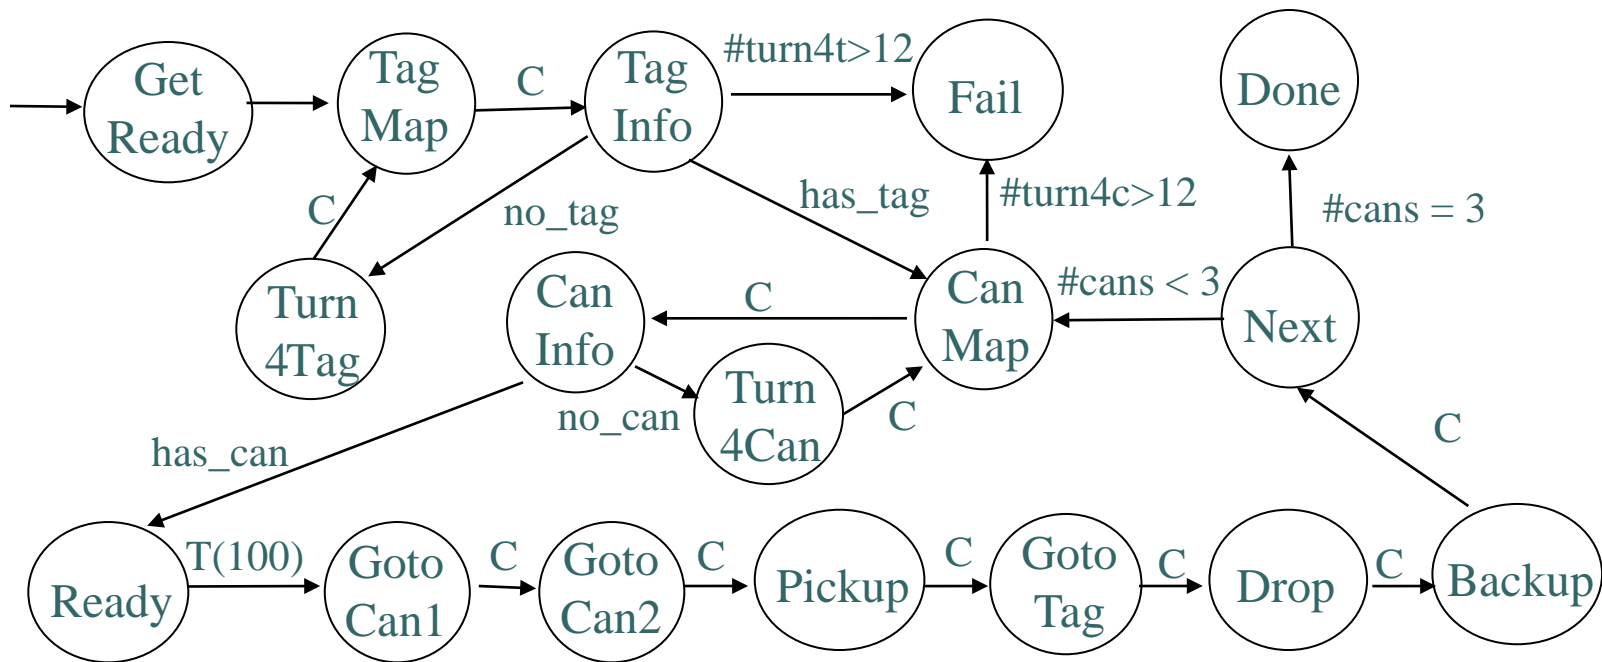 Get
Ready
Tag
Map
C
Tag
Info
#turn4t>12
Fail
Done
C
no_tag
has_tag
#turn4c>12
#cans = 3
Turn
4Tag
Can
Info
C
Can
Map
#cans < 3
Next
has_can
no_can
Turn
4Can
C
C
Ready
T(100)
Goto
Can1
C
Goto
Can2
C
Pickup
C
Goto
Tag
C
Drop
C
Backup